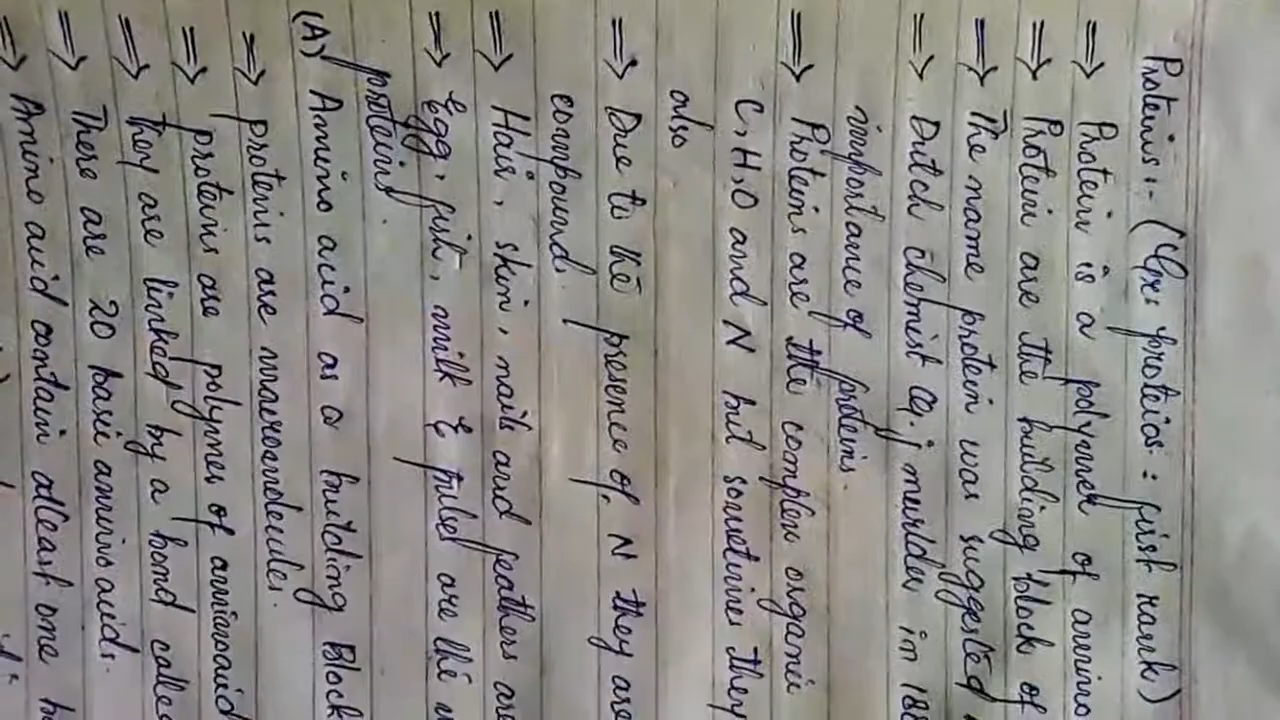 Proteins:- (Gr: proteios: first rank)
⇒ Protein is a polymer of amino
⇒ Protein are the building block of
⇒ The name protein was suggested
⇒ Dutch chemist G.J murlder in 18
importance of proteins.
⇒ Proteins are the complex organic
C, H, O and N but sometimes they
also
⇒ Due to the presence of N they are
compound.
⇒ Hair, skin, nails and feathers are
⇒ Egg, fish, milk & pulse are the
proteins.
(A) Amino acid as a building Block
⇒ proteins are macromolecules.
⇒ proteins are polymer of aminoacid
⇒ They are linked by a bond calle
⇒ There are 20 basic amino acids.
⇒ Amino acid contain atleast one